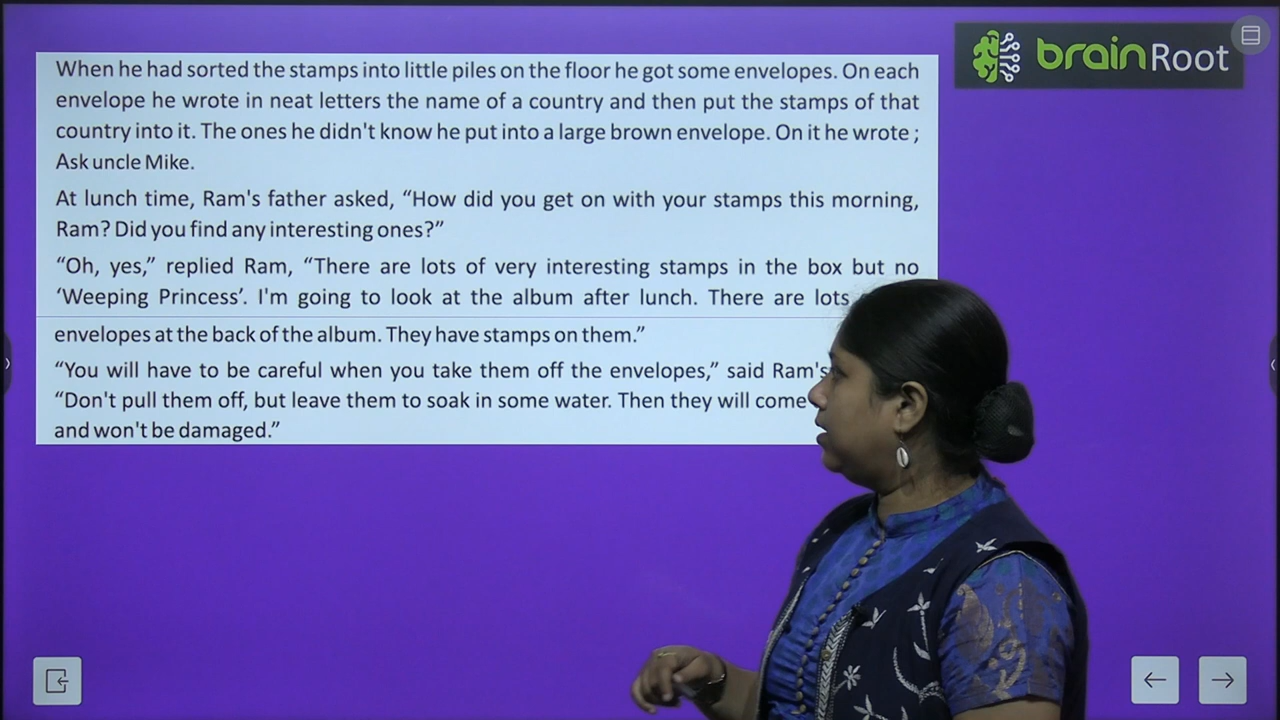 brainRoot
When he had sorted the stamps into little piles on the floor he got some envelopes. On each
envelope he wrote in neat letters the name of a country and then put the stamps of that
country into it. The ones he didn't know he put into a large brown envelope. On it he wrote ;
Ask uncle Mike.
At lunch time, Ram's father asked, “How did you get on with your stamps this morning,
Ram? Did you find any interesting ones?”
“Oh, yes,” replied Ram, “There are lots of very interesting stamps in the box but no
‘Weeping Princess’. I'm going to look at the album after lunch. There are lots
envelopes at the back of the album. They have stamps on them.”
“You will have to be careful when you take them off the envelopes,” said Ram's
“Don't pull them off, but leave them to soak in some water. Then they will come
and won't be damaged.”